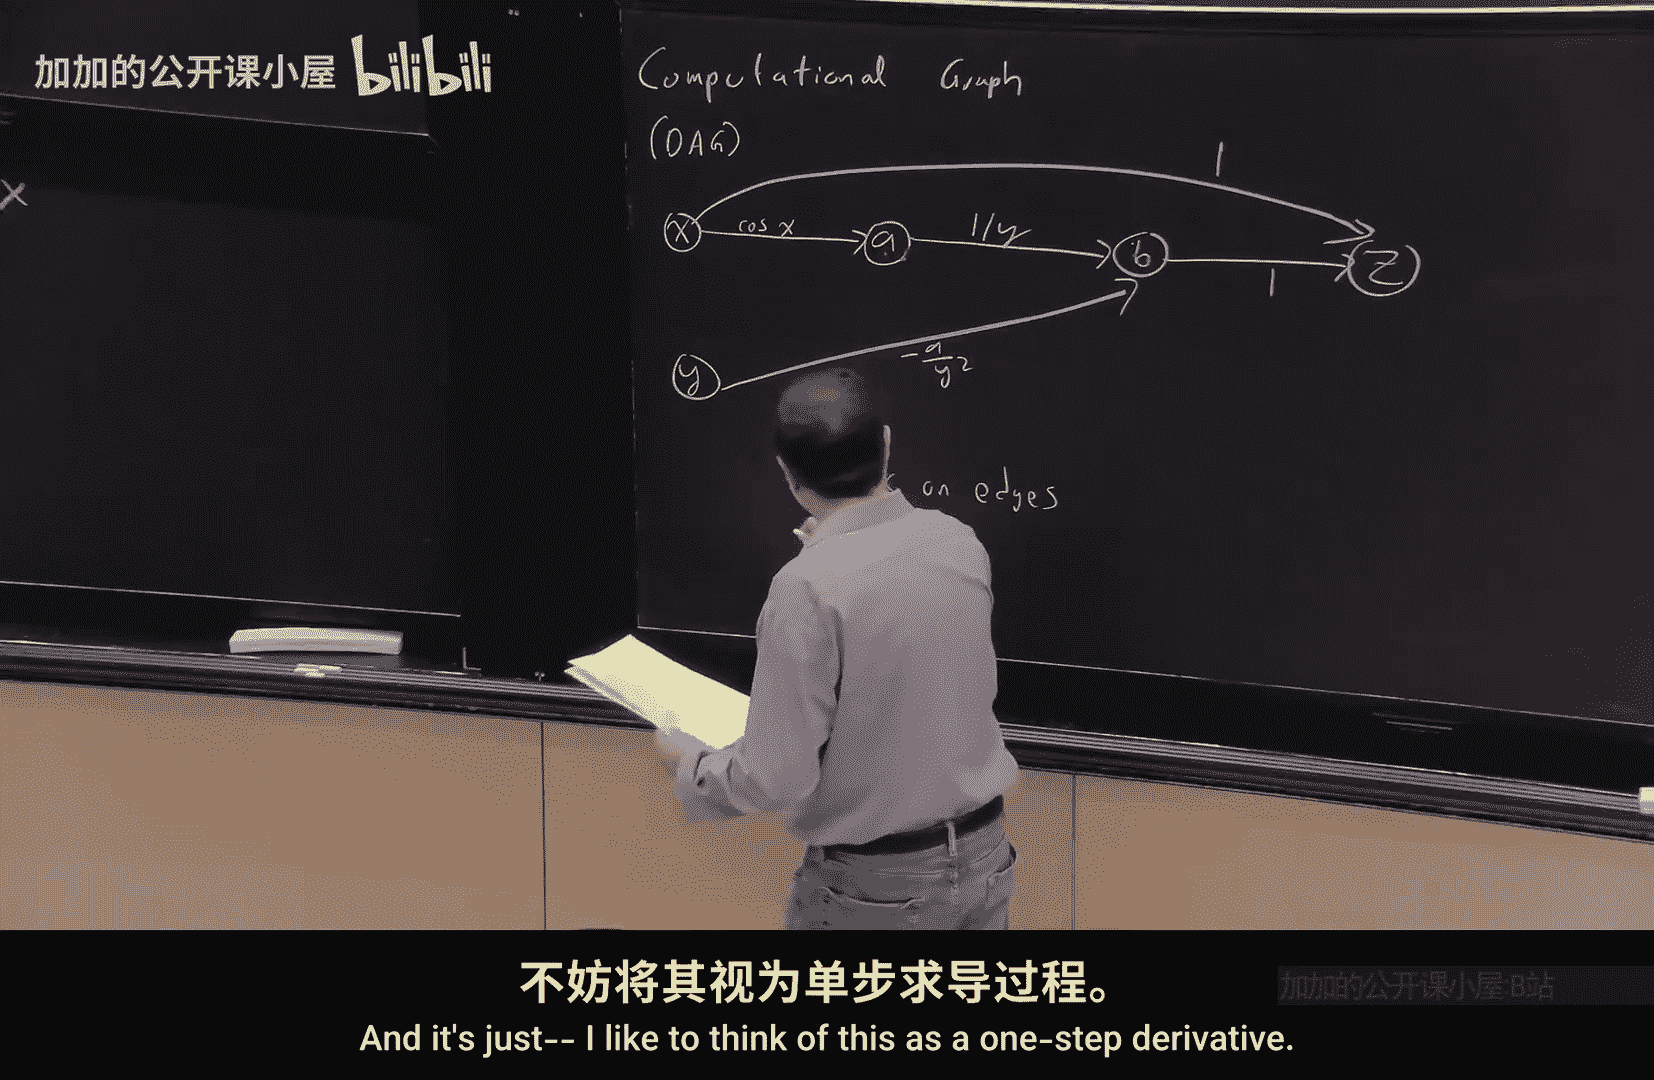 加加的公开课小屋 bilibili
Computational Graph
(DAG)
x
1
x cos x a 1/y b 1 z
y -a/y²
on edges
不妨将其视为单步求导过程。
加加的公开课小屋:B站
And it's just-- I like to think of this as a one-step derivative.